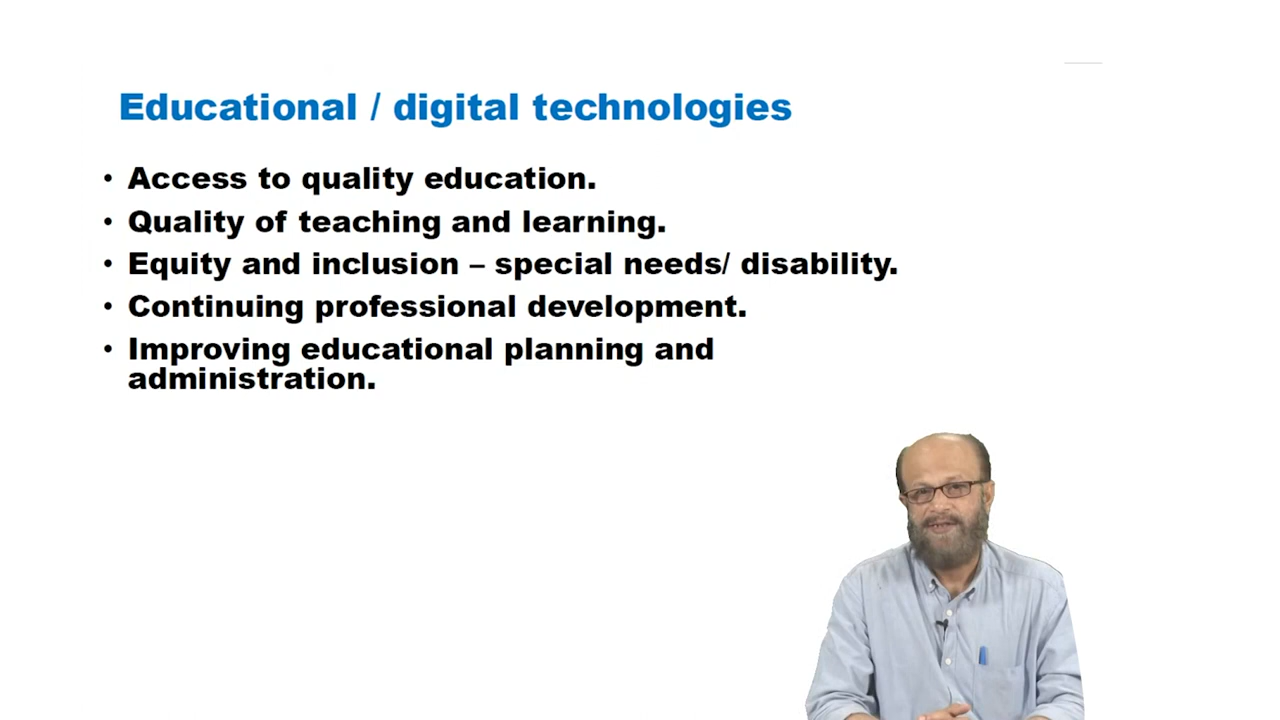 Educational / digital technologies
• Access to quality education.
• Quality of teaching and learning.
• Equity and inclusion – special needs/ disability.
• Continuing professional development.
• Improving educational planning and
administration.